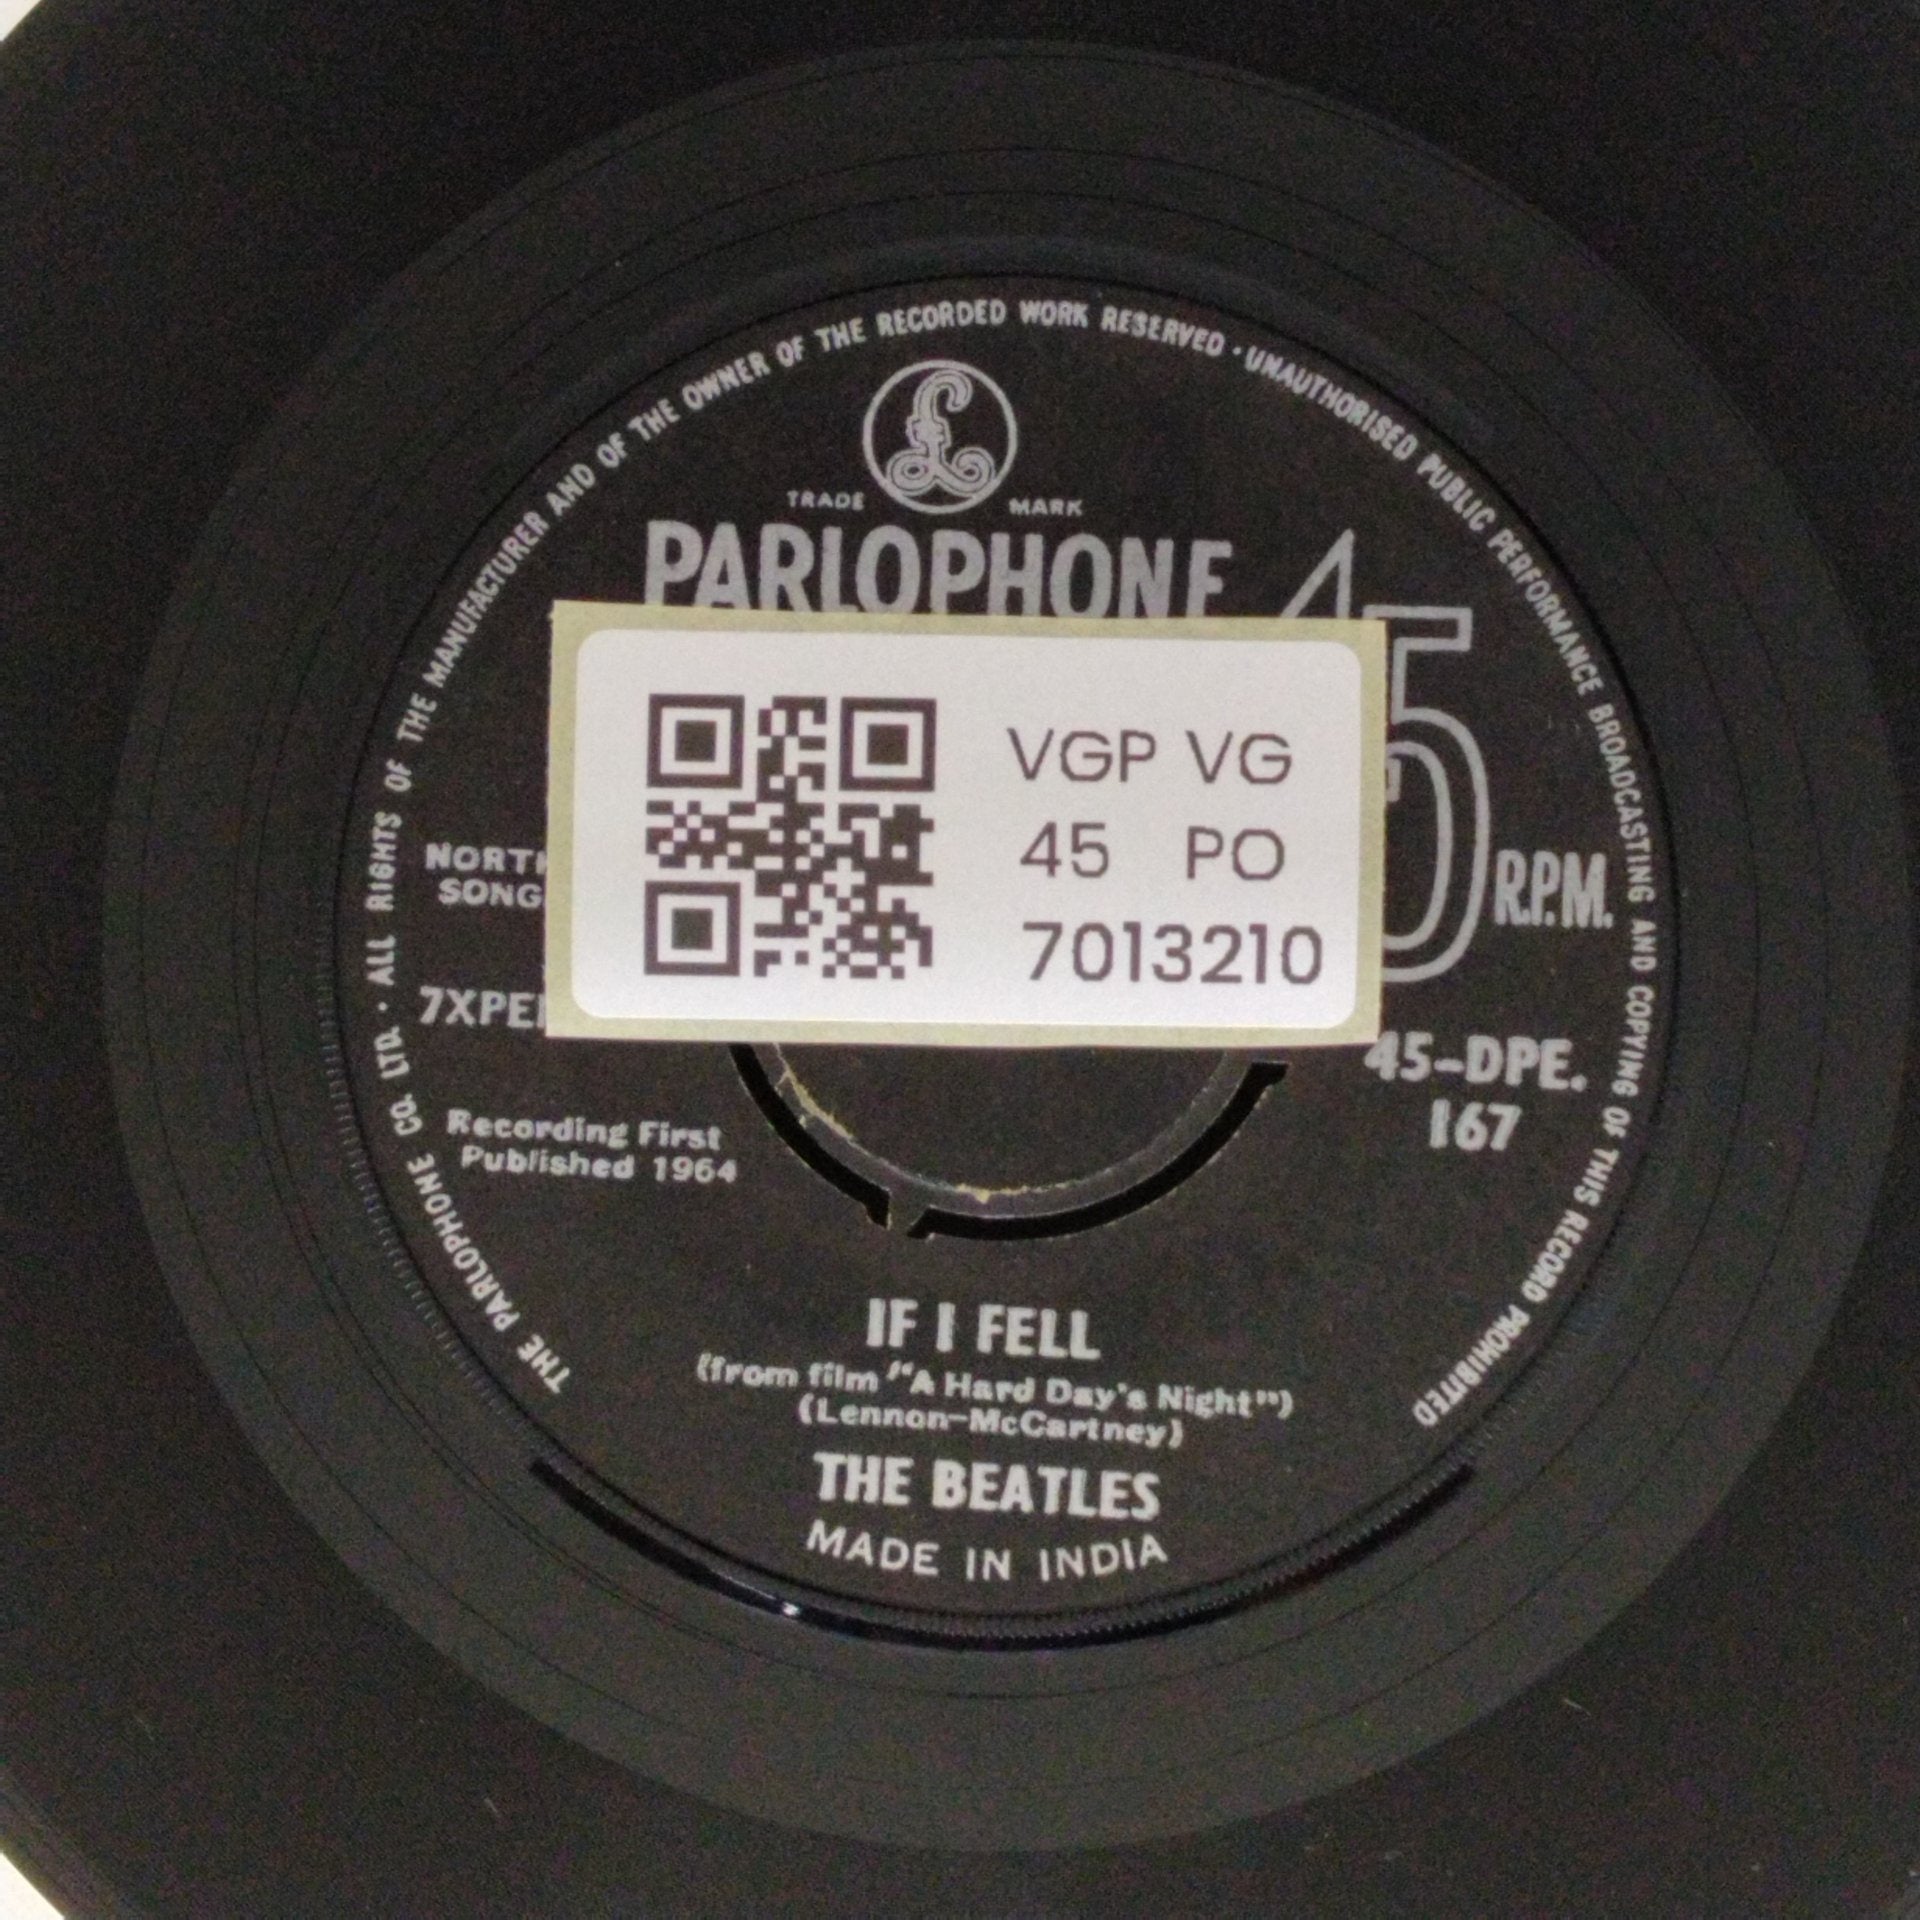 THE PARLOPHONE CO. LTD. · ALL RIGHTS OF THE MANUFACTURER AND OF THE OWNER OF THE RECORDED WORK RESERVED · UNAUTHORISED PUBLIC PERFORMANCE BROADCASTING AND COPYING OF THIS RECORD PROHIBITED
£
TRADE MARK
PARLOPHONE 45
VGP VG
45 PO
7013210
R.P.M.
SONG
45-DPE.
167
Recording First
Published 1964
IF I FELL
(from film "A Hard Day's Night")
(Lennon-McCartney)
THE BEATLES
MADE IN INDIA